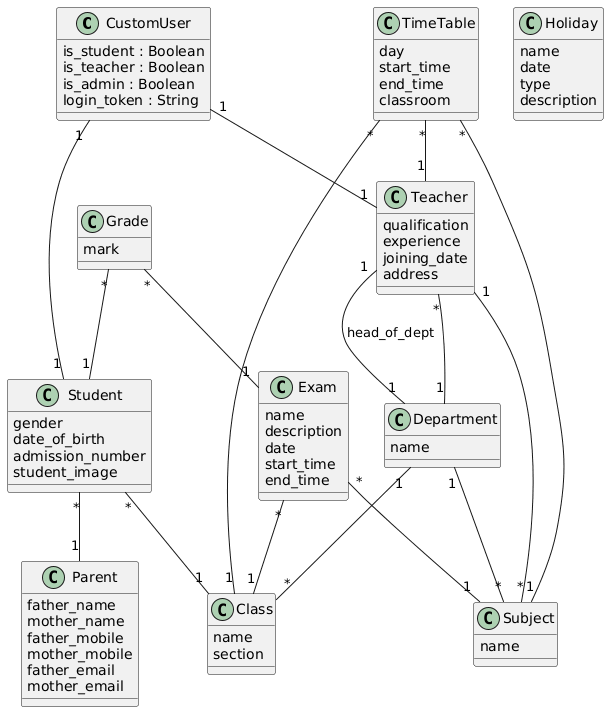 C CustomUser
is_student : Boolean
is_teacher : Boolean
is_admin : Boolean
login_token : String
C TimeTable
day
start_time
end_time
classroom
C Holiday
name
date
type
description
1
1
*
*
*
1
1
C Grade
mark
C Teacher
qualification
experience
joining_date
address
*
*
1
*
1
head_of_dept
1
1
1
1
1
C Student
gender
date_of_birth
admission_number
student_image
C Exam
name
description
date
start_time
end_time
C Department
name
*
*
*
*
1
1
1
1
1
1
*
1
*
*
1
C Parent
father_name
mother_name
father_mobile
mother_mobile
father_email
mother_email
C Class
name
section
C Subject
name